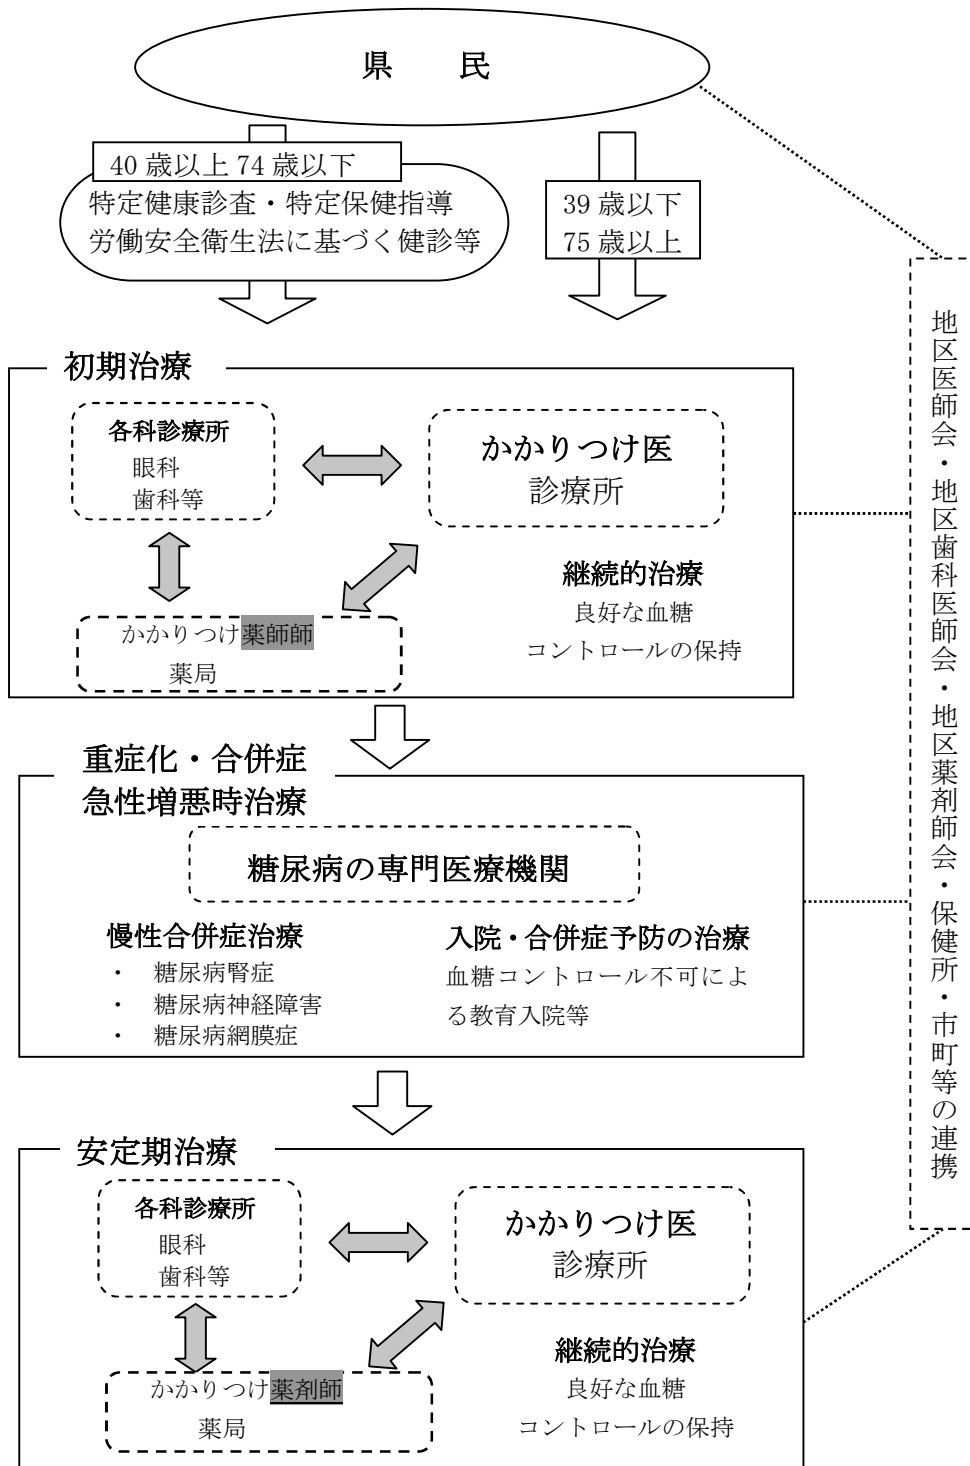 県　　民
40 歳以上 74 歳以下
特定健康診査・特定保健指導
労働安全衛生法に基づく健診等
39 歳以下
75 歳以上
初期治療
各科診療所
眼科
歯科等
かかりつけ医
診療所
かかりつけ薬師師
薬局
継続的治療
良好な血糖
コントロールの保持
重症化・合併症
急性増悪時治療
糖尿病の専門医療機関
慢性合併症治療
・ 糖尿病腎症
・ 糖尿病神経障害
・ 糖尿病網膜症
入院・合併症予防の治療
血糖コントロール不可によ
る教育入院等
安定期治療
各科診療所
眼科
歯科等
かかりつけ医
診療所
かかりつけ薬剤師
薬局
継続的治療
良好な血糖
コントロールの保持
地区医師会・地区歯科医師会・地区薬剤師会・保健所・市町等の連携